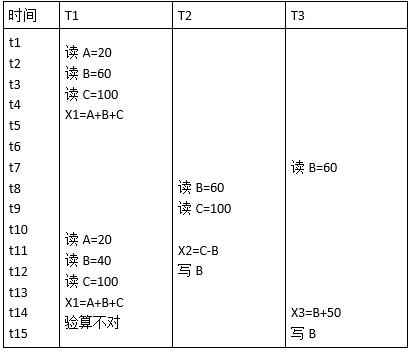 时间 T1 T2 T3
t1
t2 读 A=20
t3 读 B=60
t4 读 C=100
t5 X1=A+B+C
t6
t7 读 B=60
t8 读 B=60
t9 读 C=100
t10 读 A=20
t11 读 B=40 X2=C-B
t12 读 C=100 写 B
t13 X1=A+B+C
t14 验算不对 X3=B+50
t15 写 B